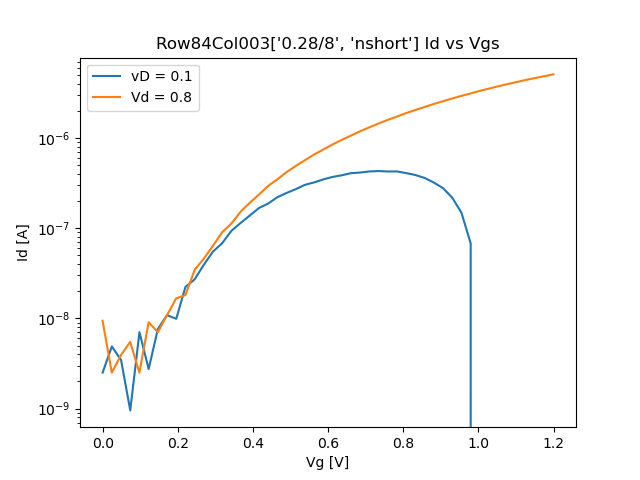 Row84Col003['0.28/8', 'nshort'] Id vs Vgs
vD = 0.1
Vd = 0.8
Id [A]
10⁻⁶
10⁻⁷
10⁻⁸
10⁻⁹
0.0 0.2 0.4 0.6 0.8 1.0 1.2
Vg [V]